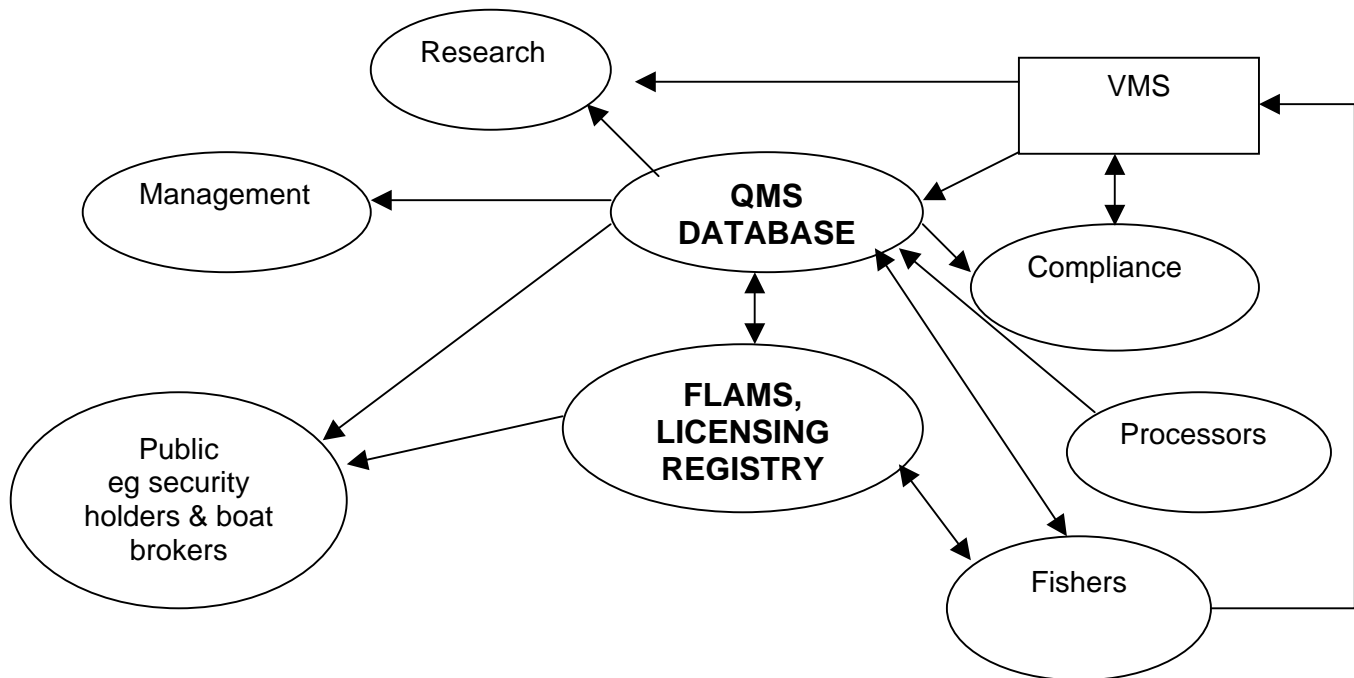 Research
VMS
Management
QMS
DATABASE
Compliance
FLAMS,
LICENSING
REGISTRY
Processors
Public
eg security
holders & boat
brokers
Fishers